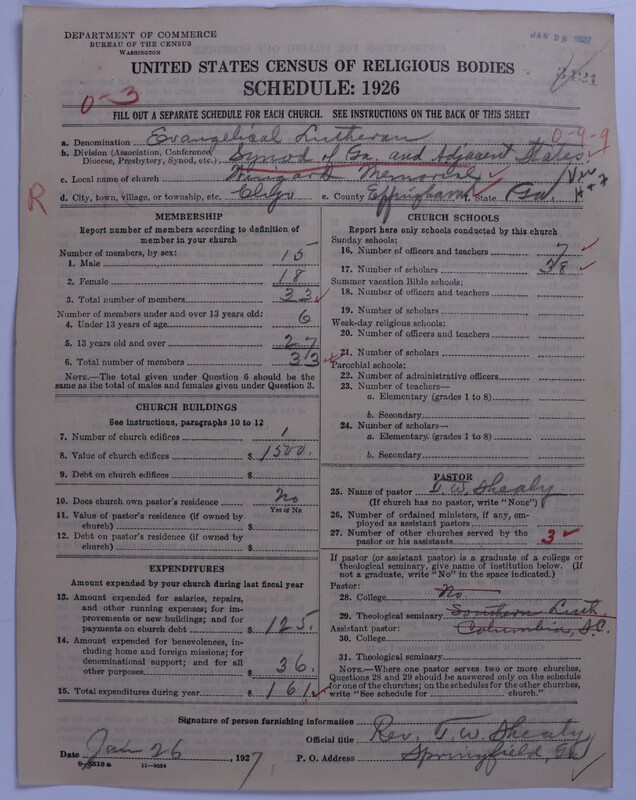 DEPARTMENT OF COMMERCE
BUREAU OF THE CENSUS
WASHINGTON
JAN 28 1927
UNITED STATES CENSUS OF RELIGIOUS BODIES
SCHEDULE: 1926
0-3
FILL OUT A SEPARATE SCHEDULE FOR EACH CHURCH. SEE INSTRUCTIONS ON THE BACK OF THIS SHEET
0-9-9
a. Denomination Evangelical Lutheran
b. Division (Association, Conference, Diocese, Presbytery, Synod, etc.) Synod of Ga. and Adjacent States
c. Local name of church Wingard Memorial
R
d. City, town, village, or township, etc. Clyo e. County Effingham f. State Ga.
MEMBERSHIP
Report number of members according to definition of
member in your church
Number of members, by sex:
1. Male 15
2. Female 18
3. Total number of members 33
Number of members under and over 13 years old:
4. Under 13 years of age 6
5. 13 years old and over 27
6. Total number of members 33
NOTE.—The total given under Question 6 should be the
same as the total of males and females given under Question 3.
CHURCH BUILDINGS
See instructions, paragraphs 10 to 12
7. Number of church edifices 1
8. Value of church edifices $ 1500.
9. Debt on church edifices $
10. Does church own pastor's residence? No
Yes or No
11. Value of pastor's residence (if owned by
church) $
12. Debt on pastor's residence (if owned by
church) $
EXPENDITURES
Amount expended by your church during last fiscal year
13. Amount expended for salaries, repairs,
and other running expenses; for im-
provements or new buildings; and for
payments on church debt $ 125.
14. Amount expended for benevolences, in-
cluding home and foreign missions; for
denominational support; and for all
other purposes $ 36.
15. Total expenditures during year $ 161
CHURCH SCHOOLS
Report here only schools conducted by this church
Sunday schools:
16. Number of officers and teachers 7
17. Number of scholars 38
Summer vacation Bible schools:
18. Number of officers and teachers
19. Number of scholars
Week-day religious schools:
20. Number of officers and teachers
21. Number of scholars
Parochial schools:
22. Number of administrative officers
23. Number of teachers—
a. Elementary (grades 1 to 8)
b. Secondary
24. Number of scholars—
a. Elementary (grades 1 to 8)
b. Secondary
PASTOR
25. Name of pastor T. W. Shealy
(If church has no pastor, write "None")
26. Number of ordained ministers, if any, em-
ployed as assistant pastors
27. Number of other churches served by the
pastor or his assistants 3
If pastor (or assistant pastor) is a graduate of a college or
theological seminary, give name of institution below. (If
not a graduate, write "No" in the space indicated.)
Pastor:
28. College No
29. Theological seminary Southern Luth.
Assistant pastor: Columbia, S.C.
30. College
31. Theological seminary
NOTE.—Where one pastor serves two or more churches,
Questions 28 and 29 should be answered only on the schedule
for one of the churches; on the schedules for the other churches,
write "See schedule for church."
Signature of person furnishing information
Official title Rev. T. W. Shealy
Date Jan 26 1927 P. O. Address Springfield, Ga
8-5518 a 11-9034